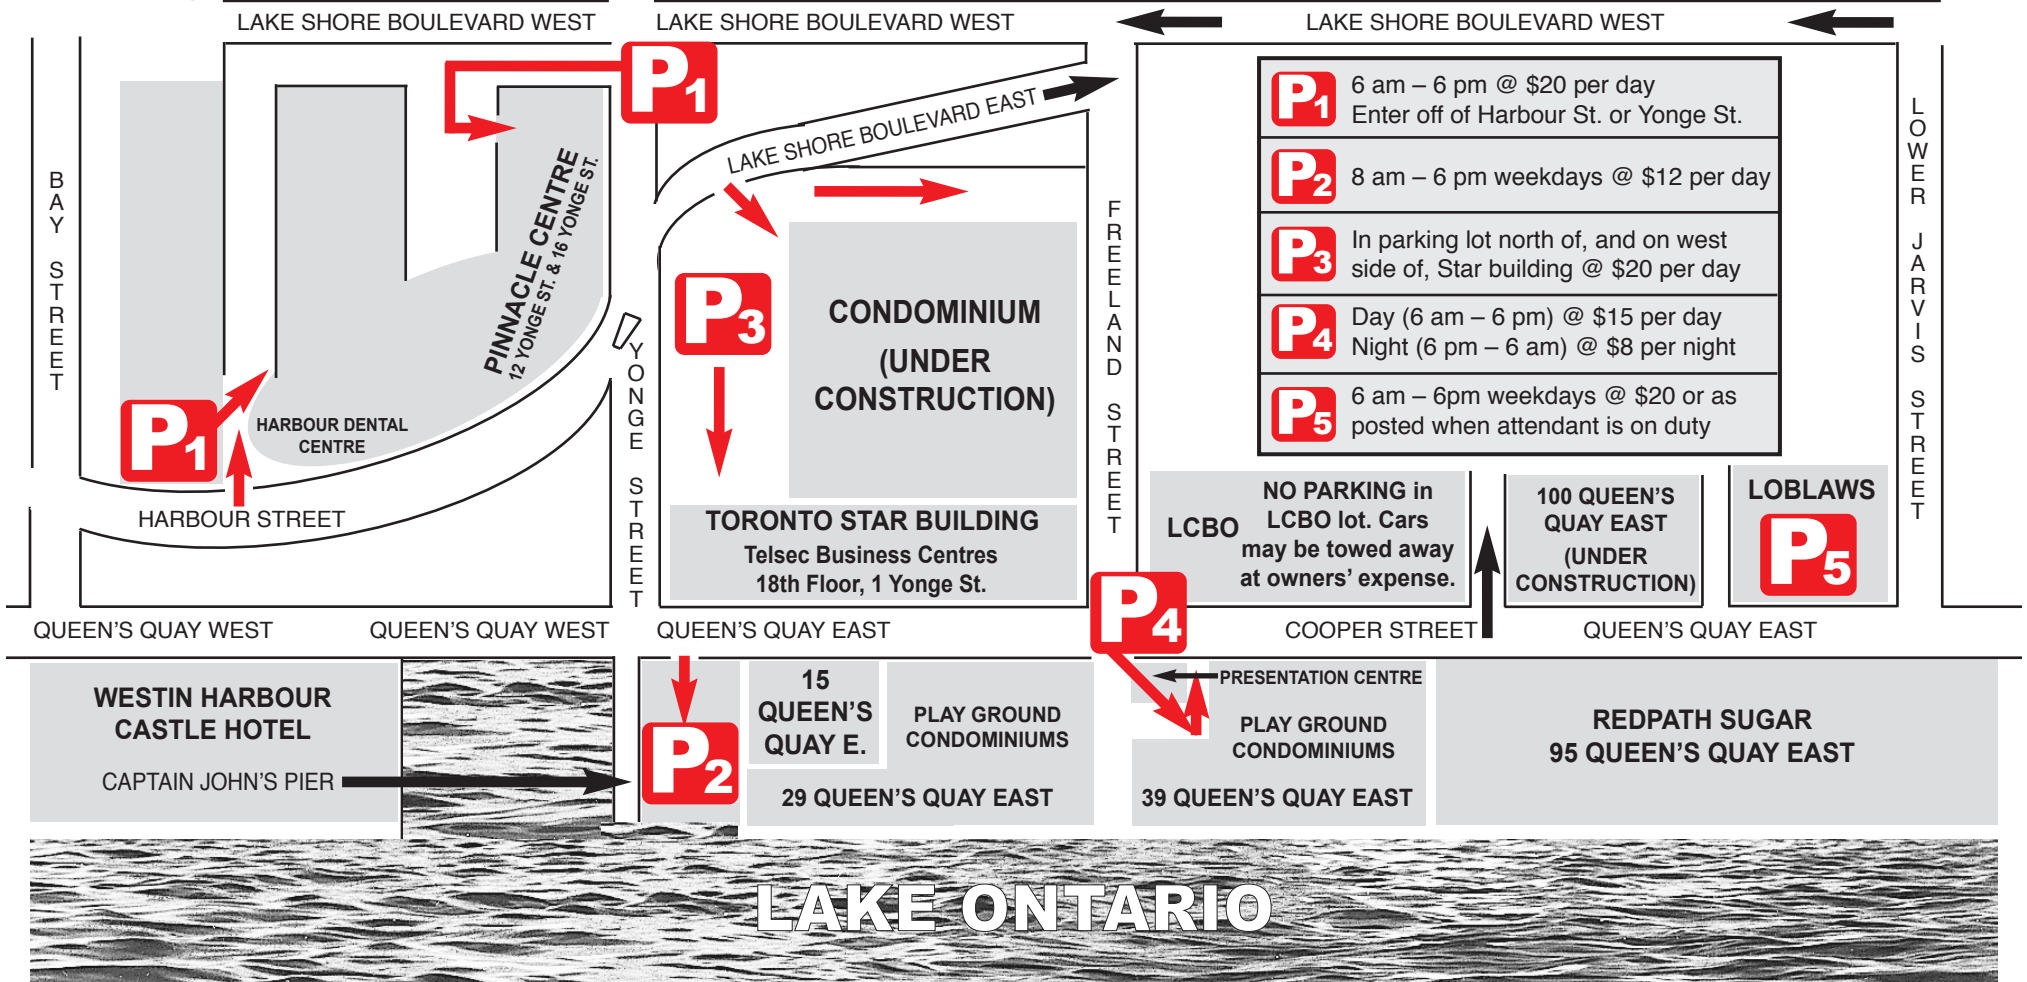 LAKE SHORE BOULEVARD WEST
LAKE SHORE BOULEVARD WEST
LAKE SHORE BOULEVARD WEST
P1
LAKE SHORE BOULEVARD EAST
BAY STREET
PINNACLE CENTRE
12 YONGE ST. & 16 YONGE ST.
P1
HARBOUR DENTAL
CENTRE
HARBOUR STREET
YONGE STREET
P3
CONDOMINIUM
(UNDER
CONSTRUCTION)
TORONTO STAR BUILDING
Telsec Business Centres
18th Floor, 1 Yonge St.
FREELAND STREET
P1
6 am – 6 pm @ $20 per day
Enter off of Harbour St. or Yonge St.
P2
8 am – 6 pm weekdays @ $12 per day
P3
In parking lot north of, and on west
side of, Star building @ $20 per day
P4
Day (6 am – 6 pm) @ $15 per day
Night (6 pm – 6 am) @ $8 per night
P5
6 am – 6pm weekdays @ $20 or as
posted when attendant is on duty
LOWER JARVIS STREET
LCBO
NO PARKING in
LCBO lot. Cars
may be towed away
at owners' expense.
100 QUEEN'S
QUAY EAST
(UNDER
CONSTRUCTION)
LOBLAWS
P5
P4
QUEEN'S QUAY WEST
QUEEN'S QUAY WEST
QUEEN'S QUAY EAST
COOPER STREET
QUEEN'S QUAY EAST
WESTIN HARBOUR
CASTLE HOTEL
CAPTAIN JOHN'S PIER
P2
15
QUEEN'S
QUAY E.
PLAY GROUND
CONDOMINIUMS
29 QUEEN'S QUAY EAST
PRESENTATION CENTRE
PLAY GROUND
CONDOMINIUMS
39 QUEEN'S QUAY EAST
REDPATH SUGAR
95 QUEEN'S QUAY EAST
LAKE ONTARIO